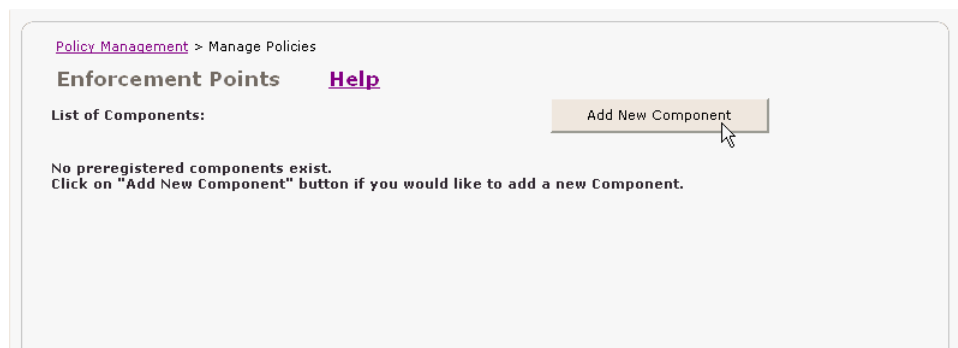 Policy Management > Manage Policies
Enforcement Points Help
List of Components: Add New Component
No preregistered components exist.
Click on "Add New Component" button if you would like to add a new Component.